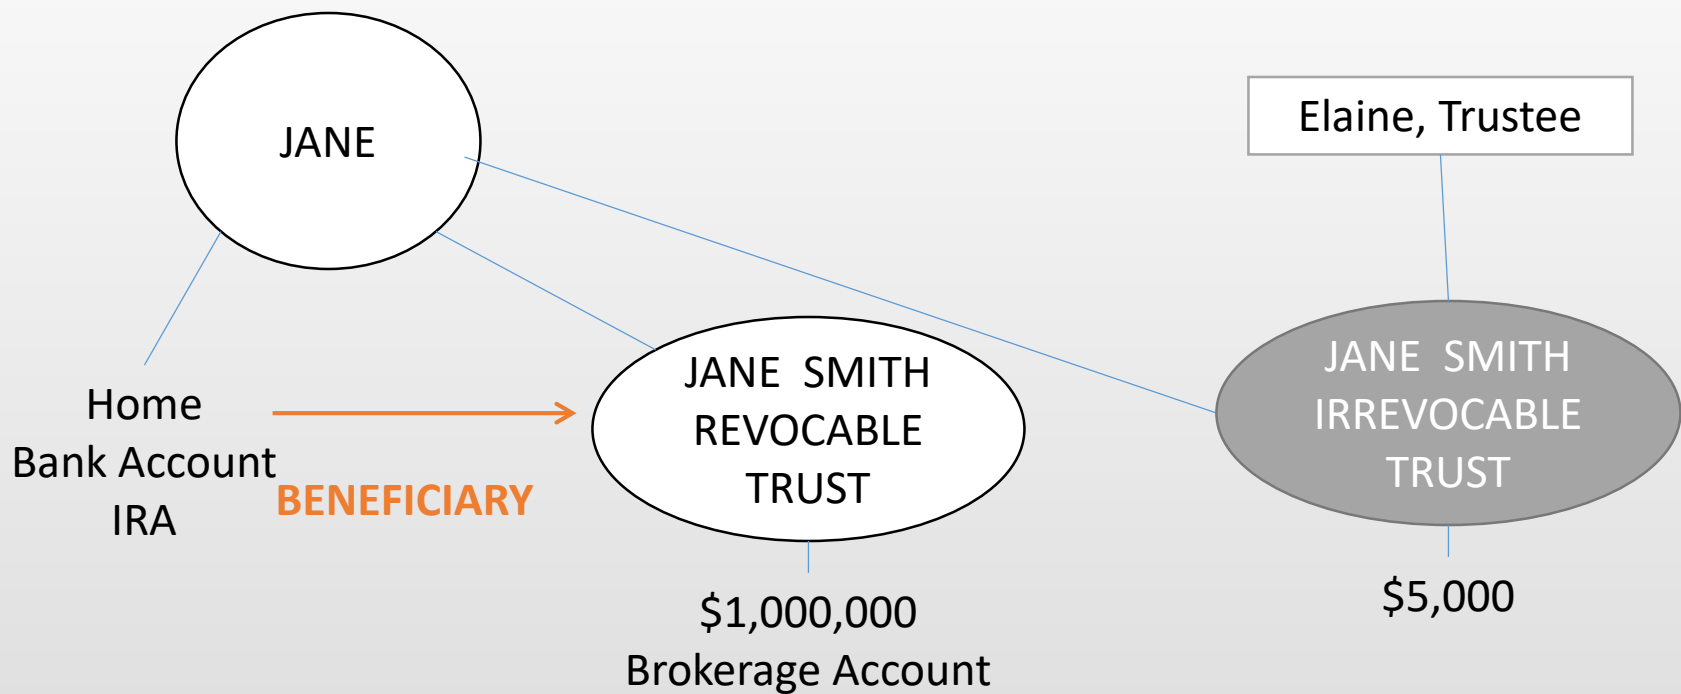 JANE
Elaine, Trustee
Home
Bank Account
IRA
BENEFICIARY
JANE SMITH
REVOCABLE
TRUST
$1,000,000
Brokerage Account
JANE SMITH
IRREVOCABLE
TRUST
$5,000